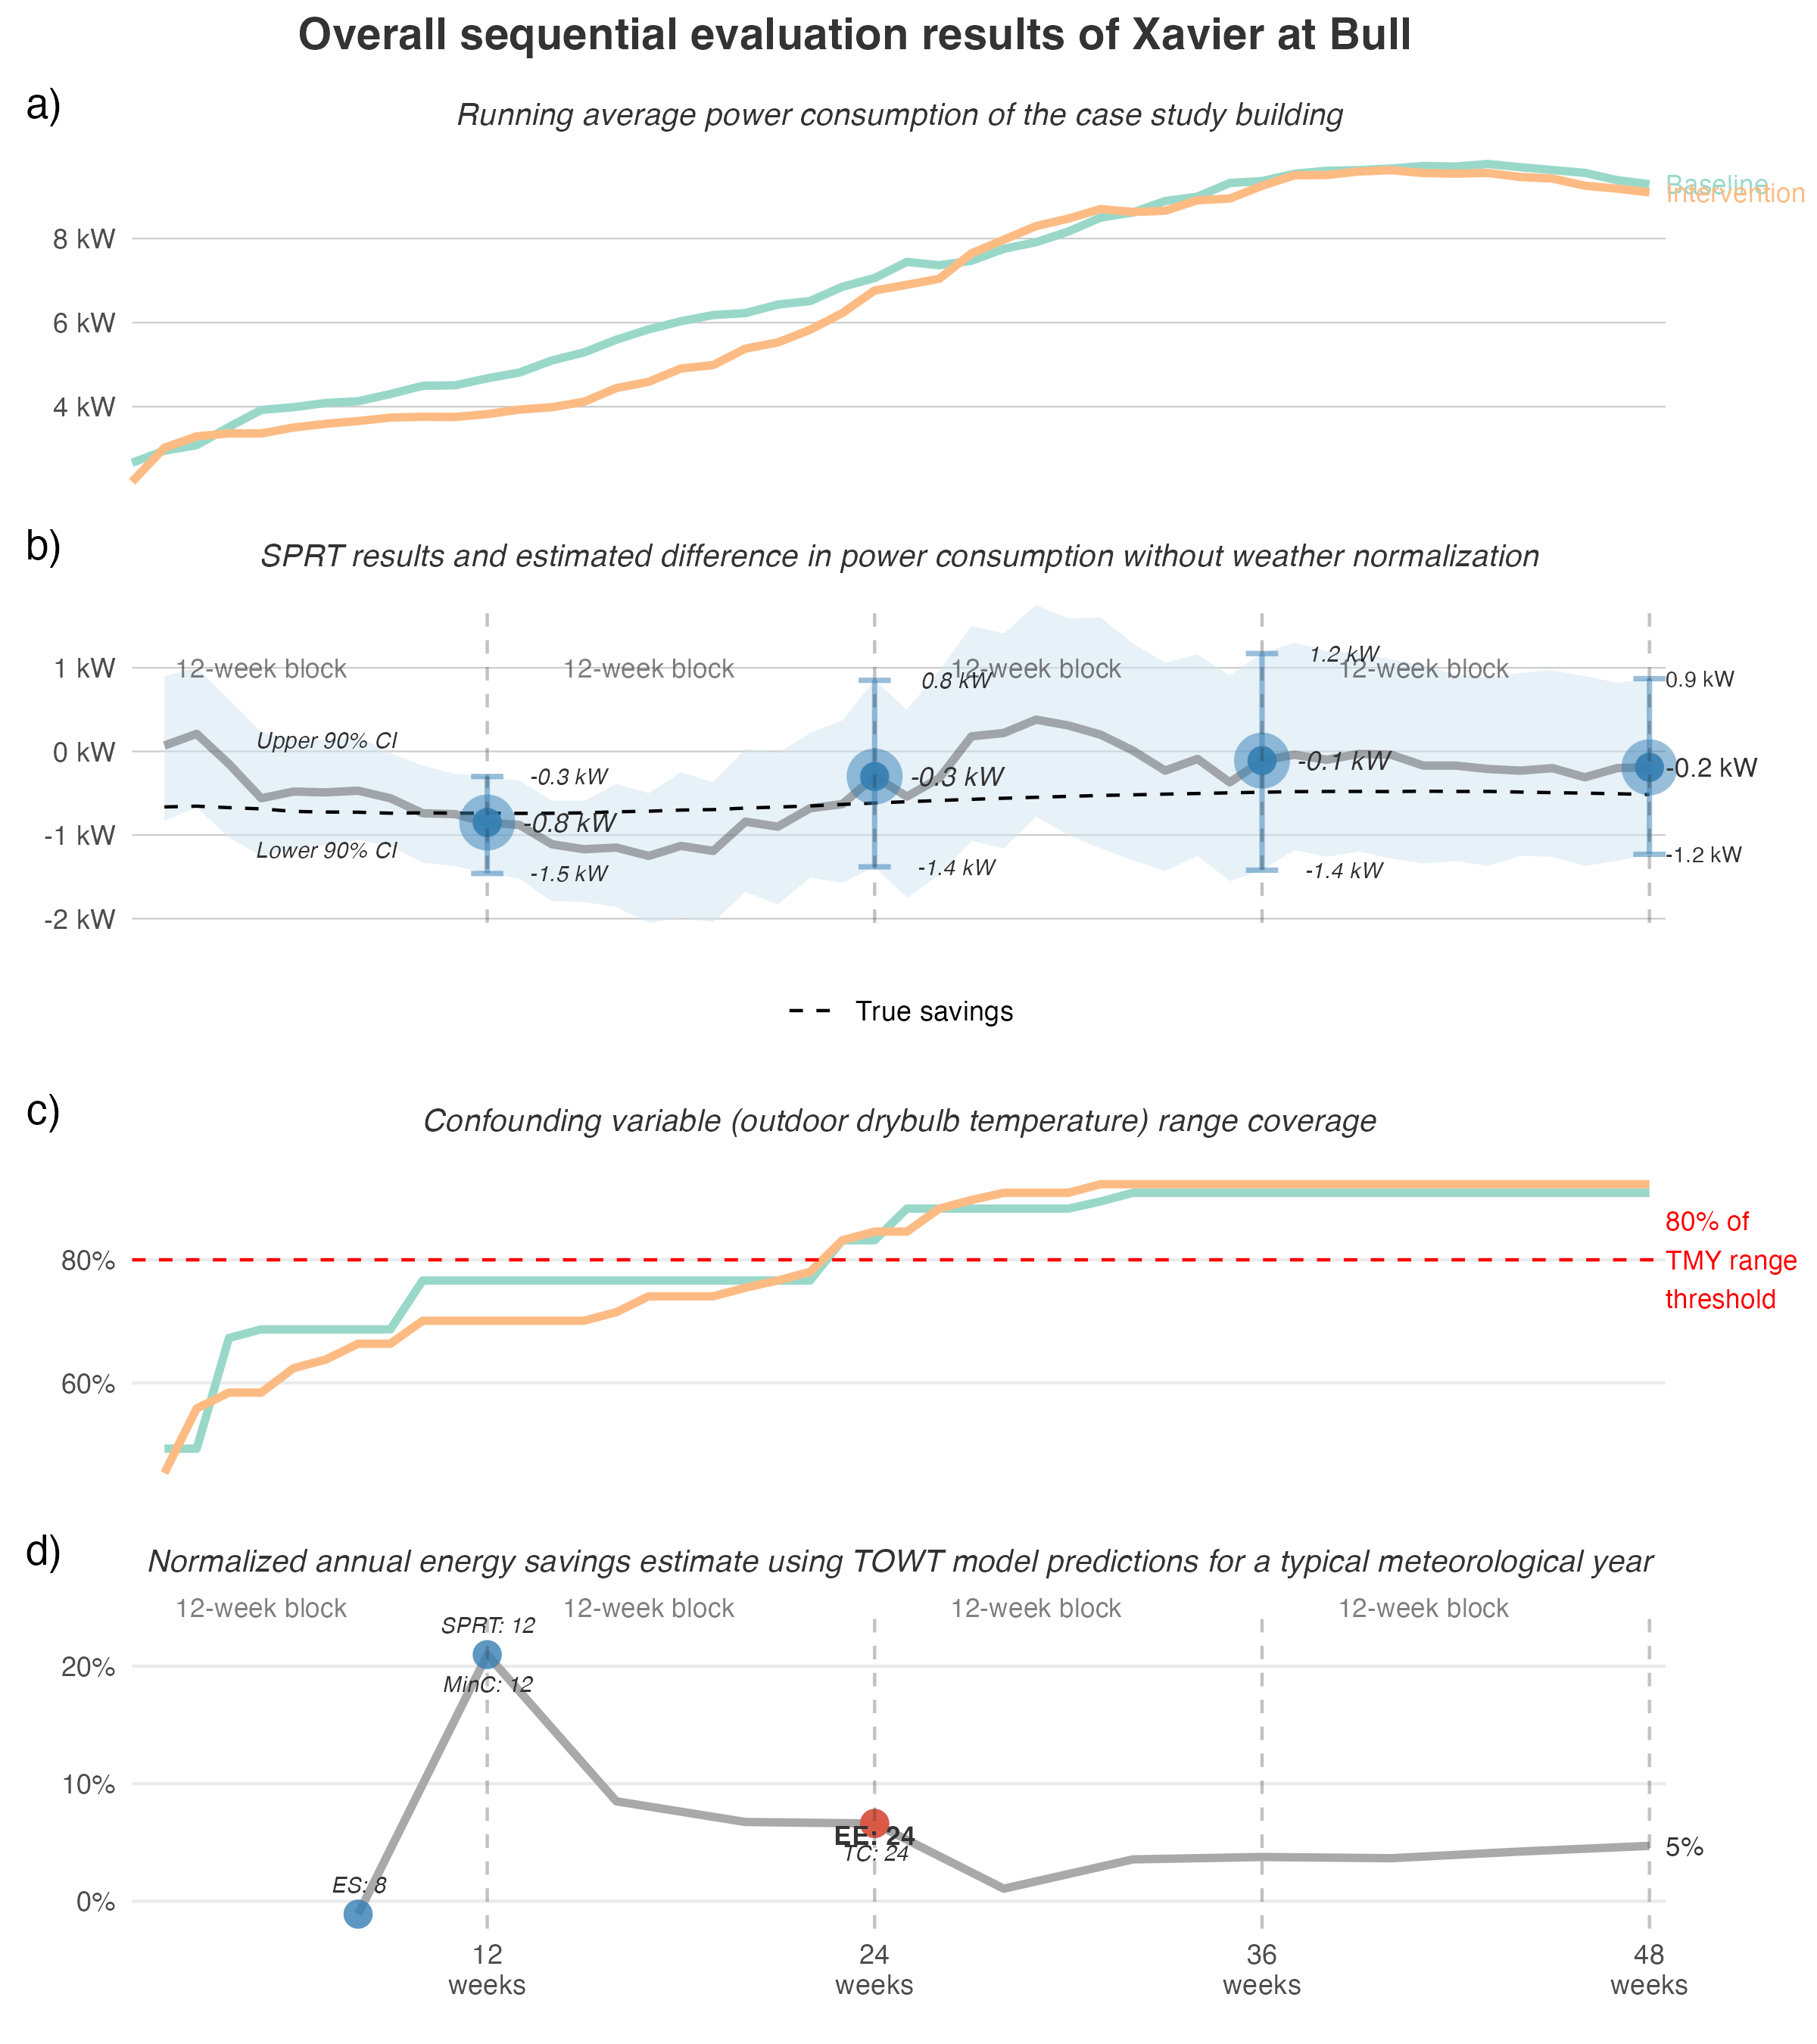 Overall sequential evaluation results of Xavier at Bull
a)
Running average power consumption of the case study building
Baseline
Intervention
8 kW
6 kW
4 kW
b)
SPRT results and estimated difference in power consumption without weather normalization
1 kW
0 kW
-1 kW
-2 kW
12-week block
12-week block
12-week block
12-week block
Upper 90% CI
Lower 90% CI
-0.3 kW
-0.8 kW
-1.5 kW
0.8 kW
-0.3 kW
-1.4 kW
1.2 kW
-0.1 kW
-1.4 kW
0.9 kW
-0.2 kW
-1.2 kW
True savings
c)
Confounding variable (outdoor drybulb temperature) range coverage
80%
60%
80% of
TMY range
threshold
d)
Normalized annual energy savings estimate using TOWT model predictions for a typical meteorological year
12-week block
12-week block
12-week block
12-week block
20%
10%
0%
SPRT: 12
MinC: 12
ES: 8
EE: 24
TC: 24
5%
12
weeks
24
weeks
36
weeks
48
weeks